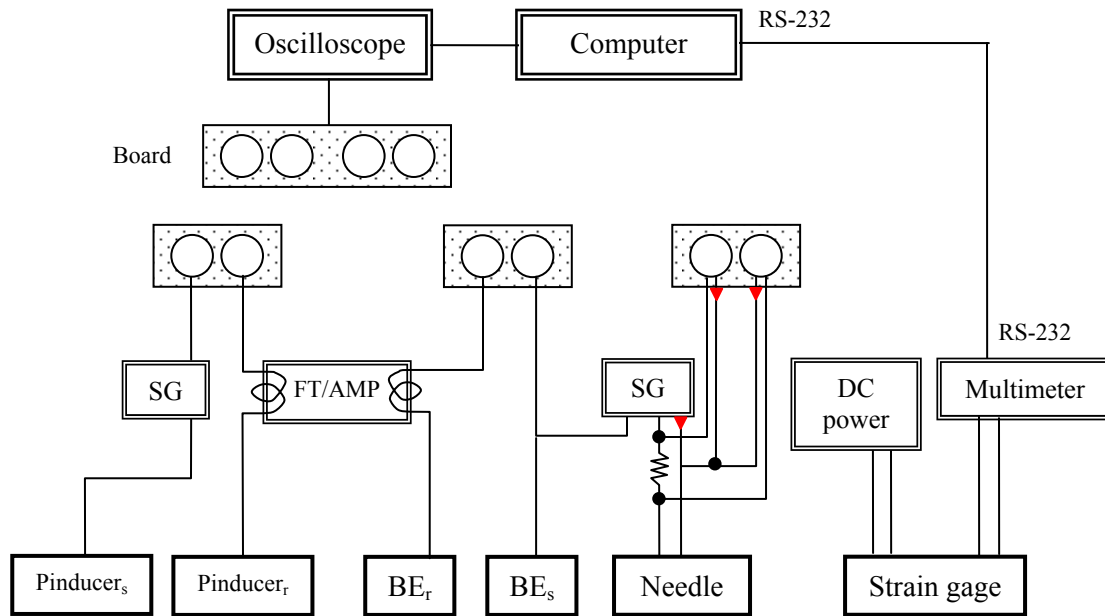 RS-232
Oscilloscope
Computer
Board
RS-232
SG
FT/AMP
SG
DC
power
Multimeter
Pinducers
Pinducerr
BEr
BEs
Needle
Strain gage